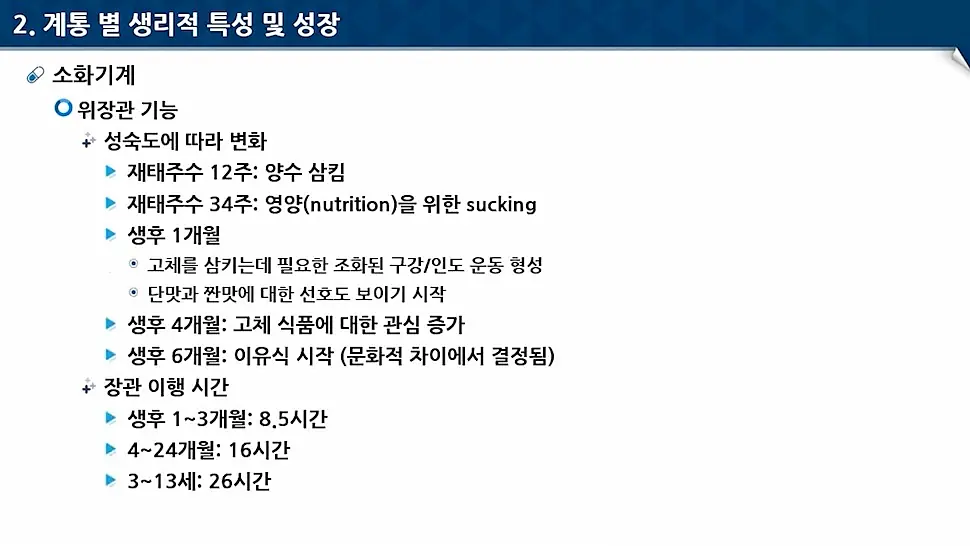 2. 계통 별 생리적 특성 및 성장
소화기계
위장관 기능
성숙도에 따라 변화
재태주수 12주: 양수 삼킴
재태주수 34주: 영양(nutrition)을 위한 sucking
생후 1개월
고체를 삼키는데 필요한 조화된 구강/인도 운동 형성
단맛과 짠맛에 대한 선호도 보이기 시작
생후 4개월: 고체 식품에 대한 관심 증가
생후 6개월: 이유식 시작 (문화적 차이에서 결정됨)
장관 이행 시간
생후 1~3개월: 8.5시간
4~24개월: 16시간
3~13세: 26시간